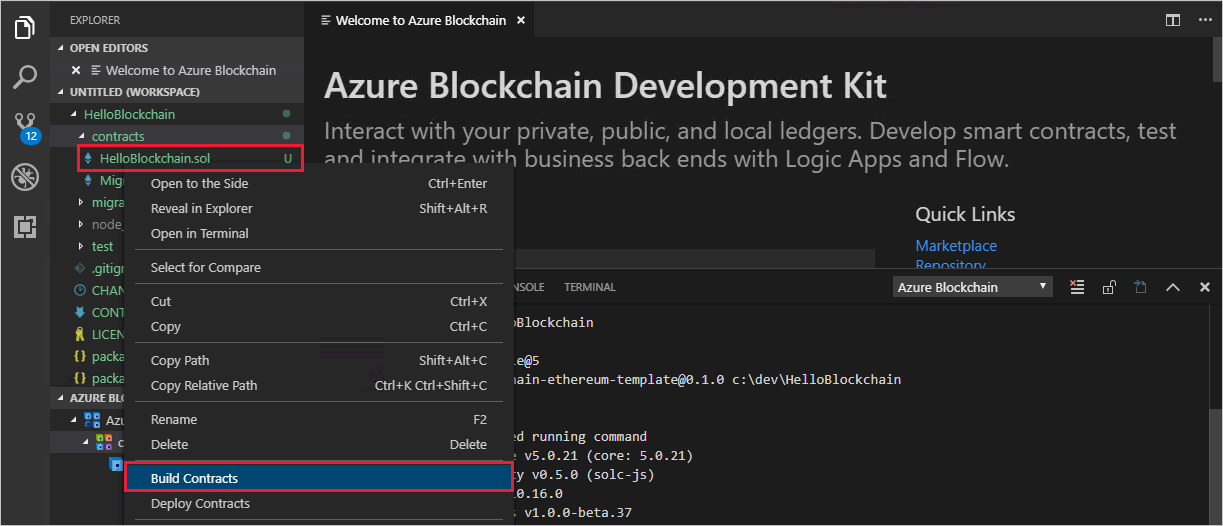 EXPLORER
OPEN EDITORS
Welcome to Azure Blockchain
UNTITLED (WORKSPACE)
HelloBlockchain
contracts
HelloBlockchain.sol U
Mig
migra
node_
test
.gitign
CHAN
CONT
LICEN
packa
packa
AZURE BLO
Azu
c
12
Open to the Side Ctrl+Enter
Reveal in Explorer Shift+Alt+R
Open in Terminal
Select for Compare
Cut Ctrl+X
Copy Ctrl+C
Copy Path Shift+Alt+C
Copy Relative Path Ctrl+K Ctrl+Shift+C
Rename F2
Delete Delete
Build Contracts
Deploy Contracts
Welcome to Azure Blockchain
Azure Blockchain Development Kit
Interact with your private, public, and local ledgers. Develop smart contracts, test
and integrate with business back ends with Logic Apps and Flow.
Quick Links
Marketplace
Repository
NSOLE TERMINAL Azure Blockchain
oBlockchain
le@5
hain-ethereum-template@0.1.0 c:\dev\HelloBlockchain
ed running command
e v5.0.21 (core: 5.0.21)
ty v0.5.0 (solc-js)
10.16.0
s v1.0.0-beta.37